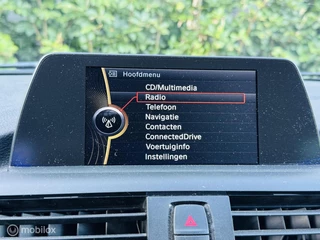 Hoofdmenu
CD/Multimedia
Radio
Telefoon
Navigatie
Contacten
ConnectedDrive
Voertuiginfo
Instellingen
mobilox